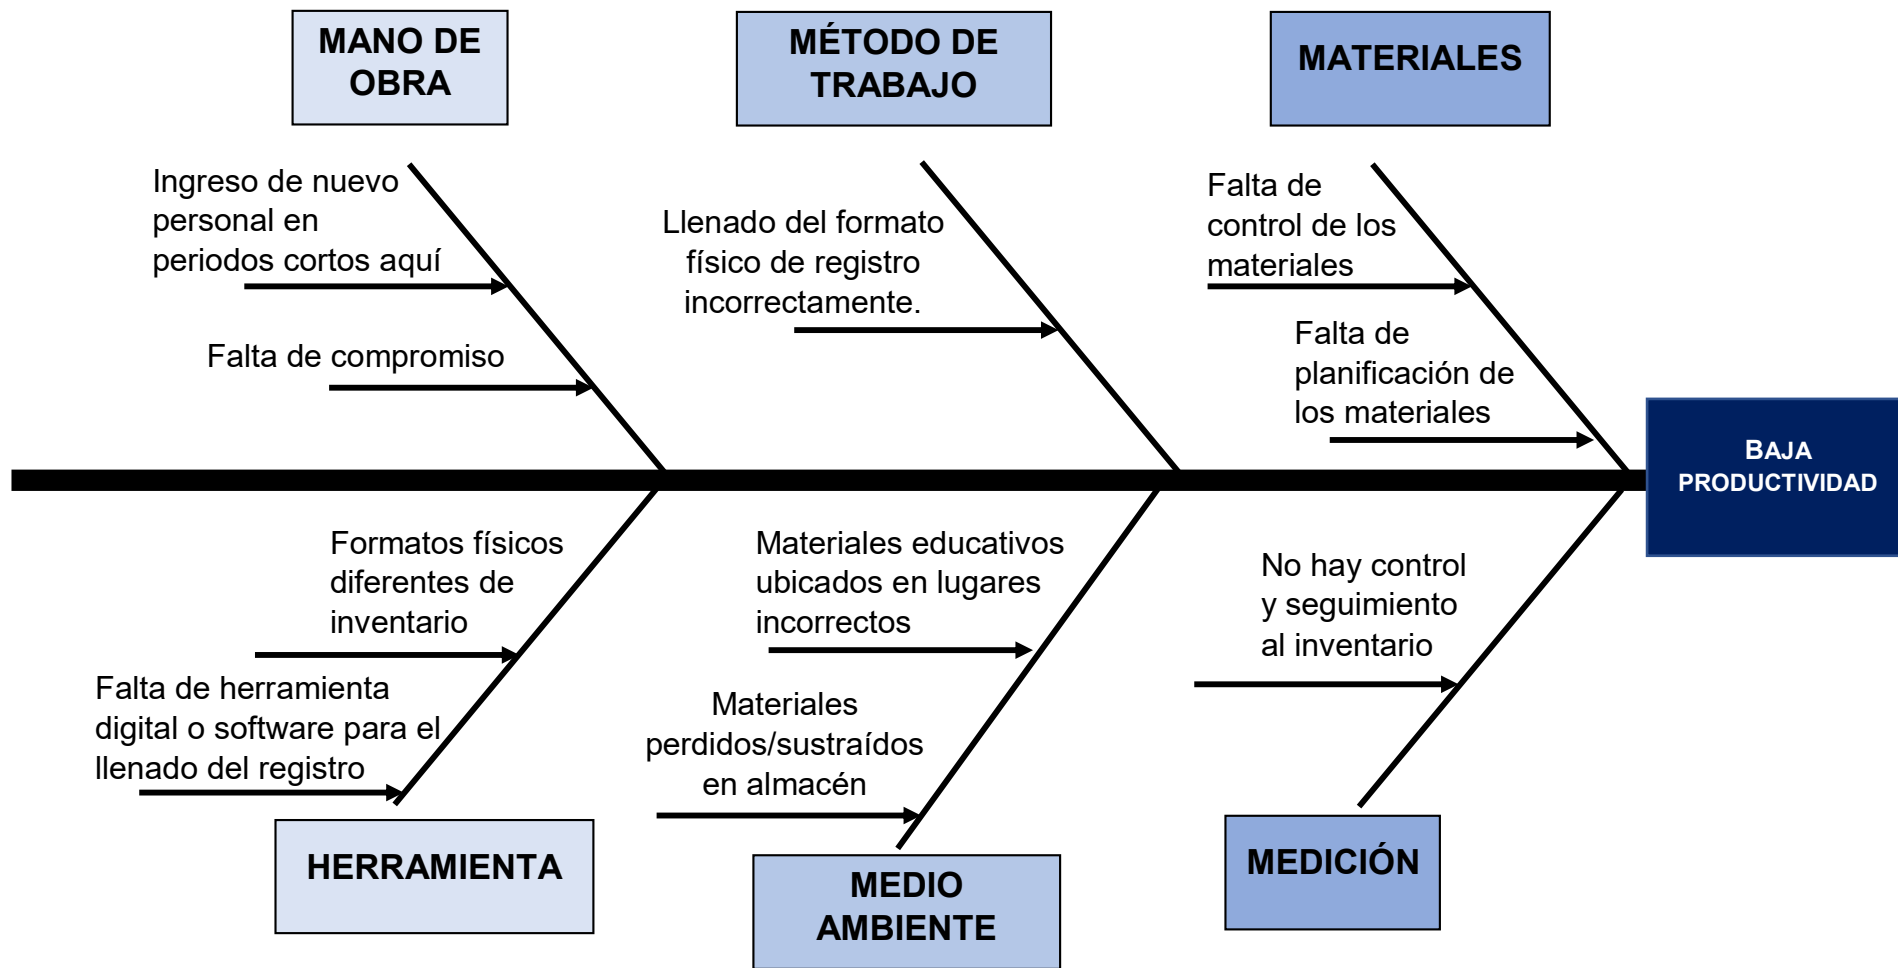 MANO DE
OBRA
MÉTODO DE
TRABAJO
MATERIALES
Ingreso de nuevo
personal en
periodos cortos aquí
Falta de compromiso
Llenado del formato
físico de registro
incorrectamente.
Falta de
control de los
materiales
Falta de
planificación de
los materiales
BAJA
PRODUCTIVIDAD
Formatos físicos
diferentes de
inventario
Falta de herramienta
digital o software para el
llenado del registro
Materiales educativos
ubicados en lugares
incorrectos
Materiales
perdidos/sustraídos
en almacén
No hay control
y seguimiento
al inventario
HERRAMIENTA
MEDIO
AMBIENTE
MEDICIÓN